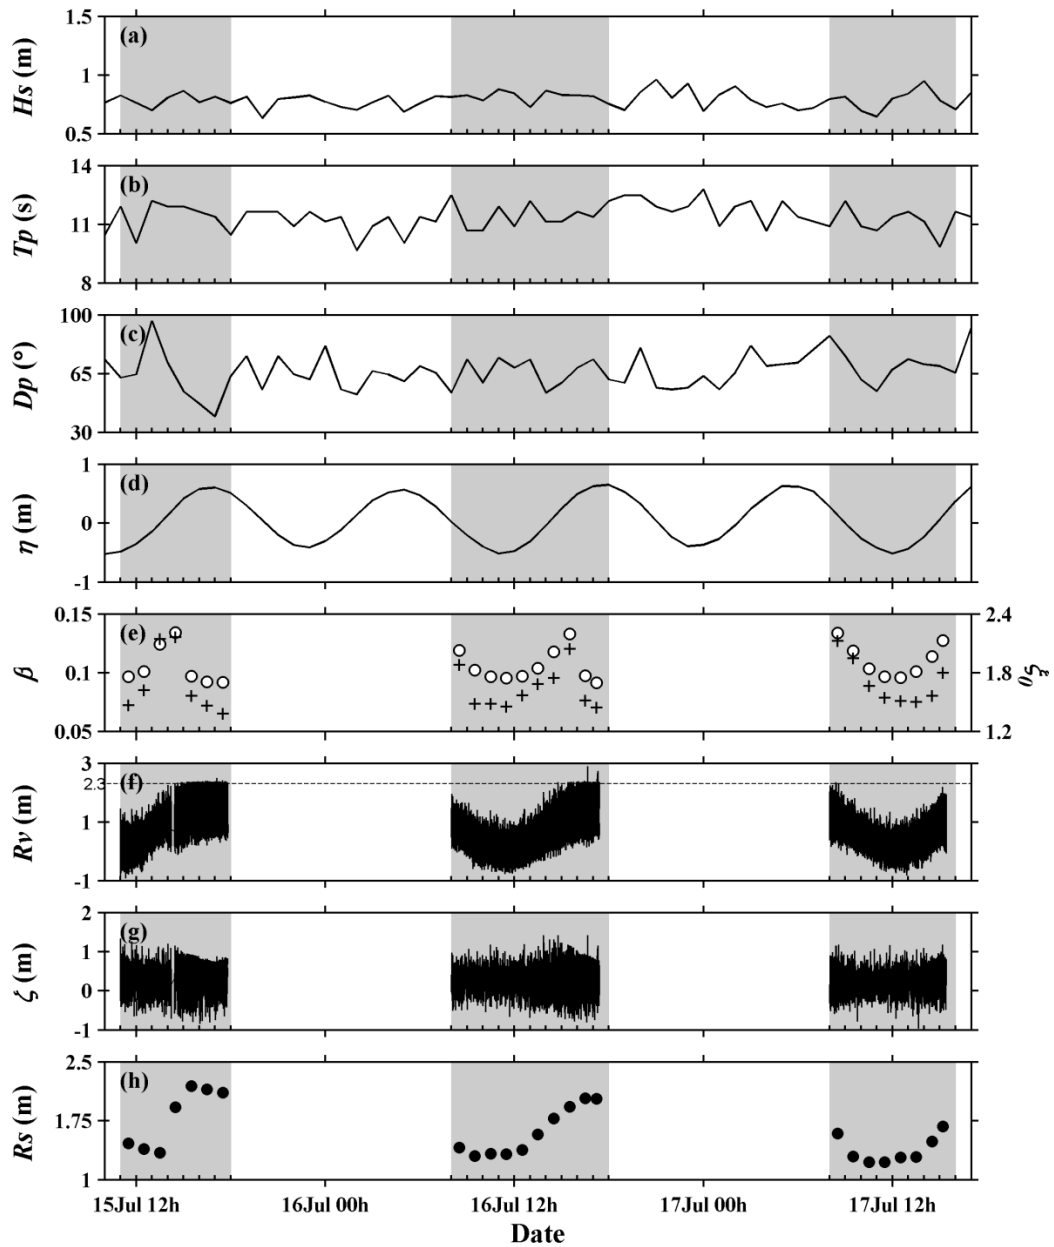 1.5
(a)
Hs (m)
1
0.5
14
(b)
Tp (s)
11
8
100
(c)
Dp (°)
65
30
1
(d)
η (m)
0
-1
0.15
(e)
2.4
β
0.1
1.8
ξ0
0.05
1.2
3
(f)
2.3
Rv (m)
1
-1
2
(g)
ζ (m)
1
0
-1
2.5
(h)
Rs (m)
1.75
1
15Jul 12h 16Jul 00h 16Jul 12h 17Jul 00h 17Jul 12h
Date